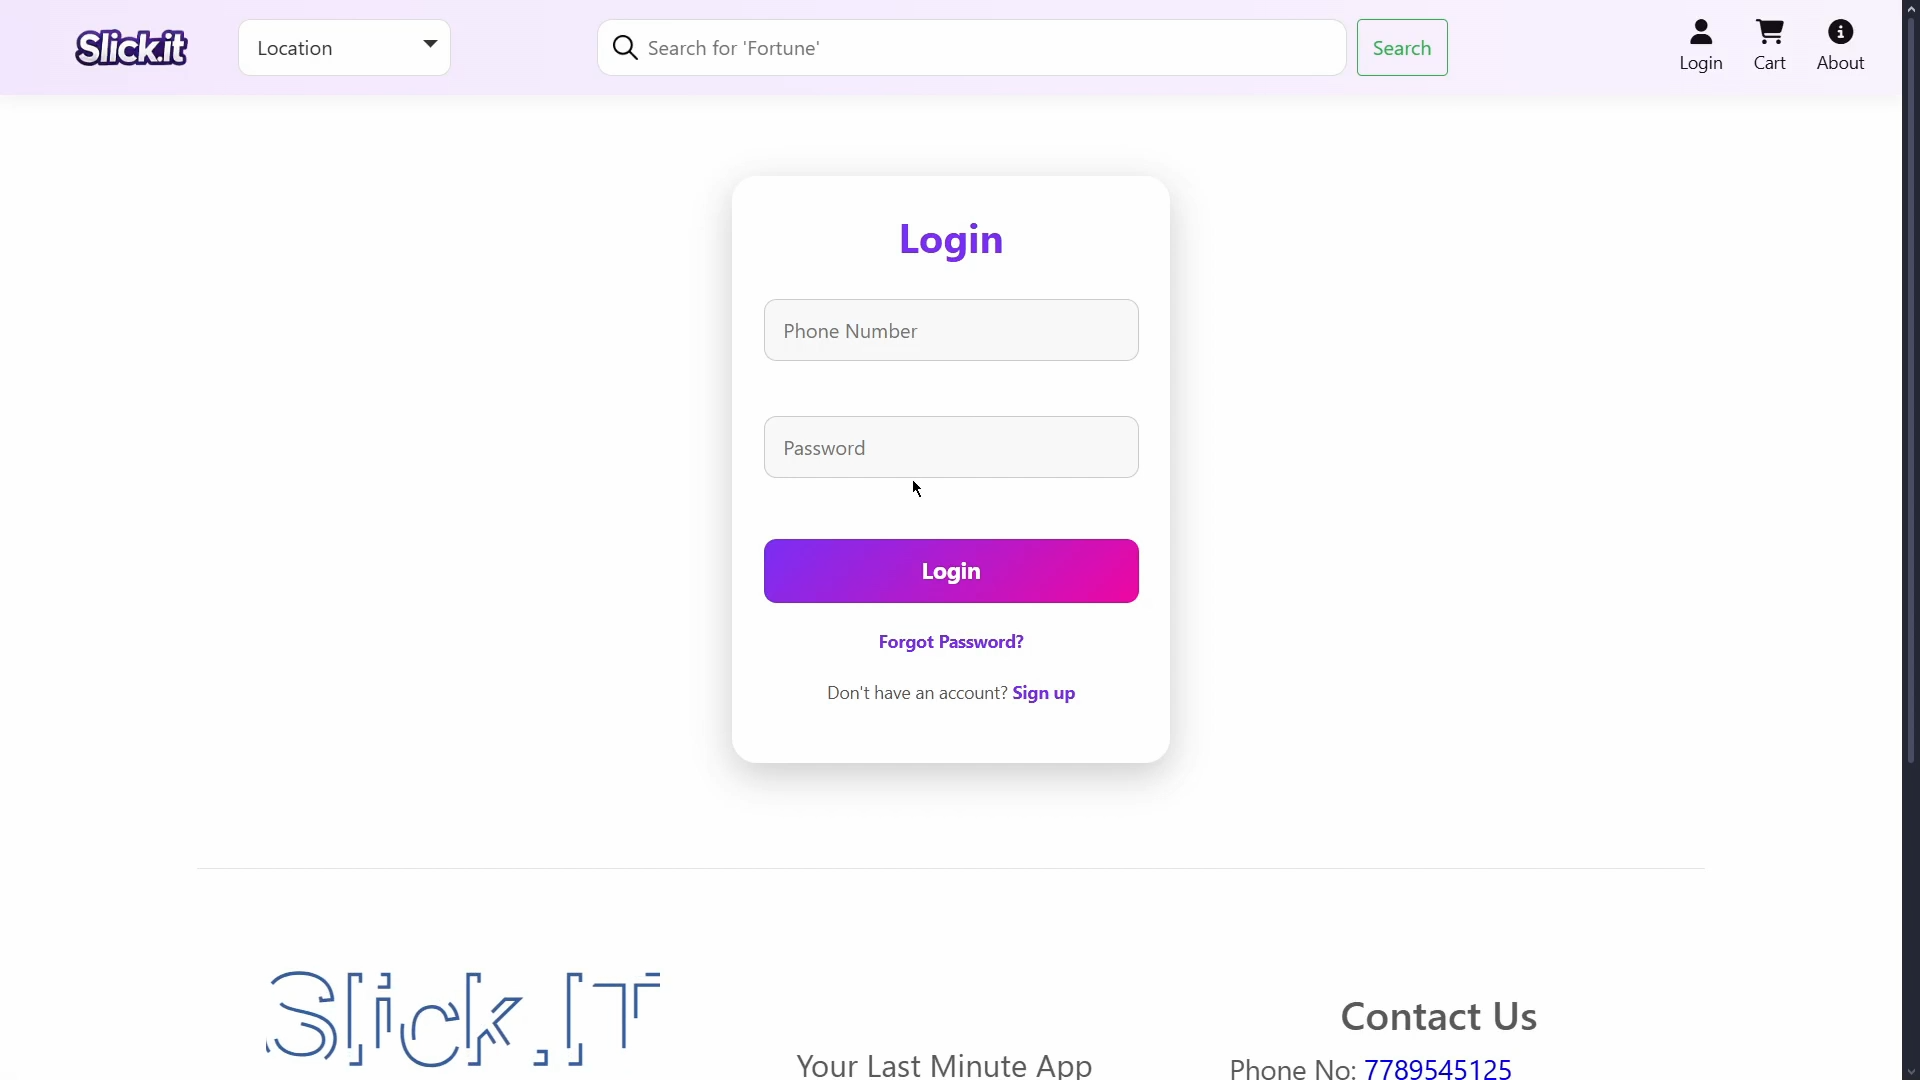 Slick.it
Location
Search for 'Fortune'
Search
Login
Cart
About
Login
Phone Number
Password
Login
Forgot Password?
Don't have an account? Sign up
Slick.IT
Your Last Minute App
Contact Us
Phone No: 7789545125